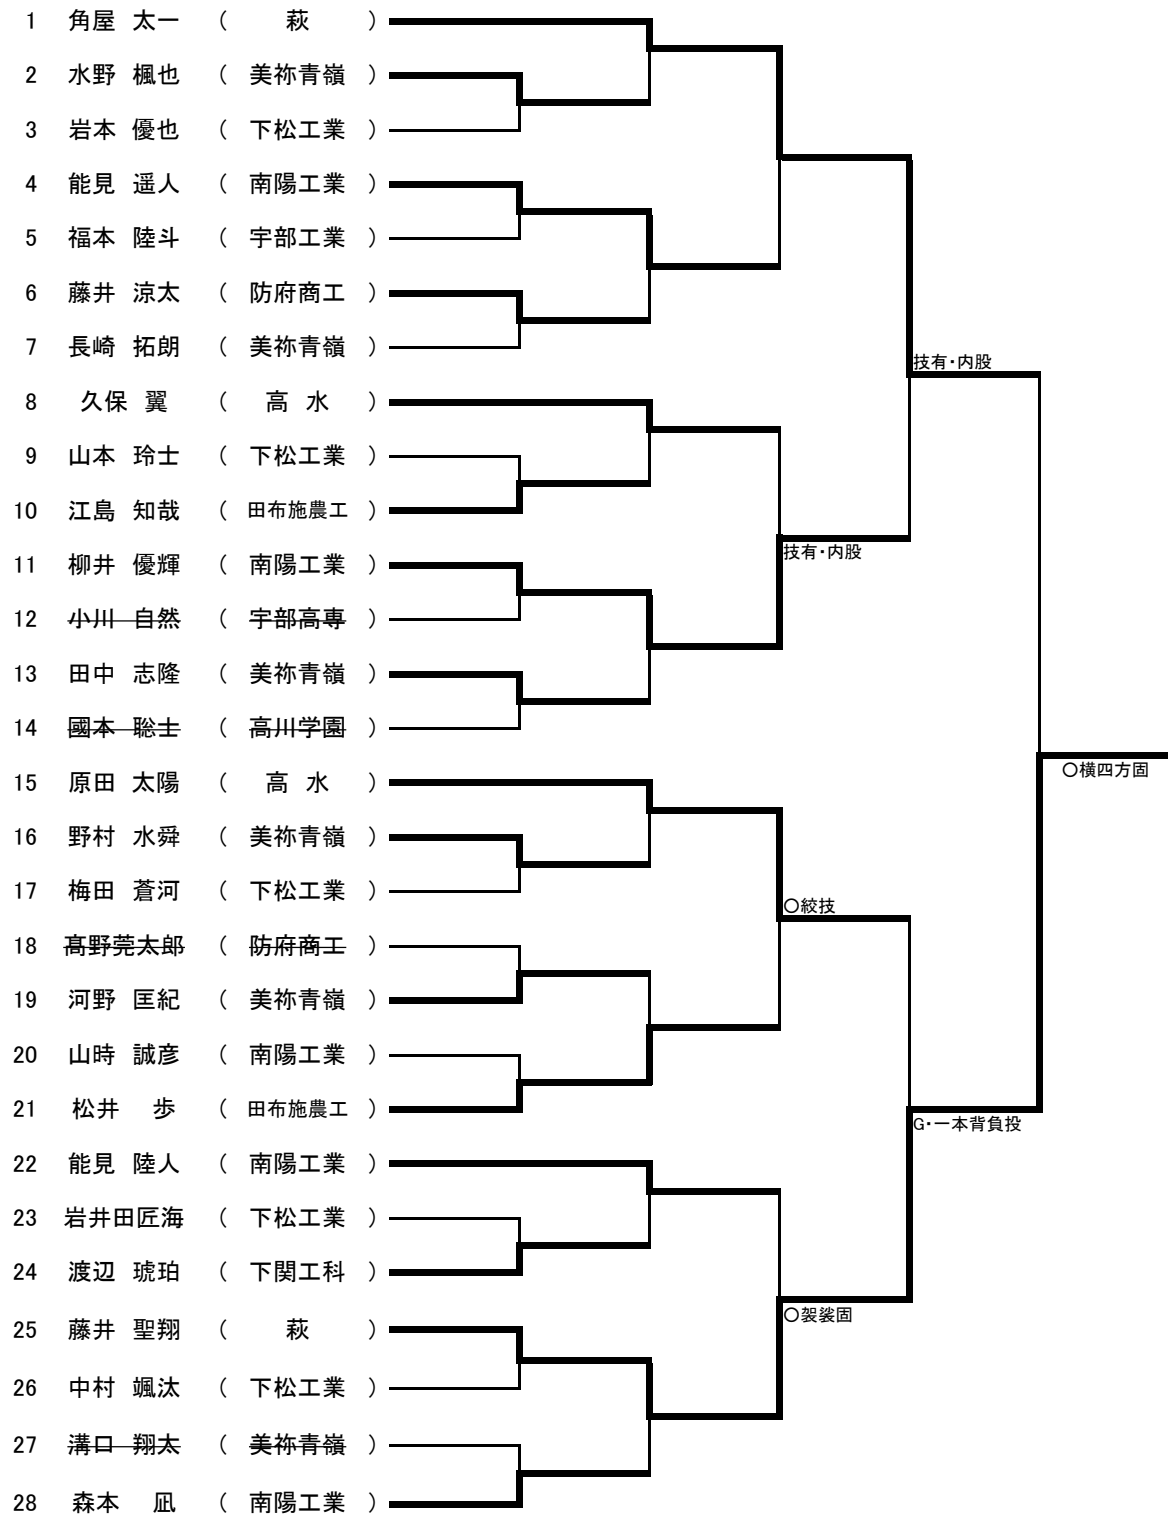 1 角屋 太一 （ 萩 ）
2 水野 楓也 （ 美祢青嶺 ）
3 岩本 優也 （ 下松工業 ）
4 能見 遥人 （ 南陽工業 ）
5 福本 陸斗 （ 宇部工業 ）
6 藤井 涼太 （ 防府商工 ）
7 長崎 拓朗 （ 美祢青嶺 ）
技有・内股
8 久保 翼 （ 高 水 ）
9 山本 玲士 （ 下松工業 ）
10 江島 知哉 （ 田布施農工 ）
技有・内股
11 柳井 優輝 （ 南陽工業 ）
12 小川 自然 （ 宇部高専 ）
13 田中 志隆 （ 美祢青嶺 ）
14 國本 聡士 （ 高川学園 ）
〇横四方固
15 原田 太陽 （ 高 水 ）
16 野村 水舜 （ 美祢青嶺 ）
17 梅田 蒼河 （ 下松工業 ）
〇絞技
18 髙野莞太郎 （ 防府商工 ）
19 河野 匡紀 （ 美祢青嶺 ）
20 山時 誠彦 （ 南陽工業 ）
21 松井 歩 （ 田布施農工 ）
G・一本背負投
22 能見 陸人 （ 南陽工業 ）
23 岩井田匠海 （ 下松工業 ）
24 渡辺 琥珀 （ 下関工科 ）
〇袈裟固
25 藤井 聖翔 （ 萩 ）
26 中村 颯汰 （ 下松工業 ）
27 溝口 翔太 （ 美祢青嶺 ）
28 森本 凪 （ 南陽工業 ）